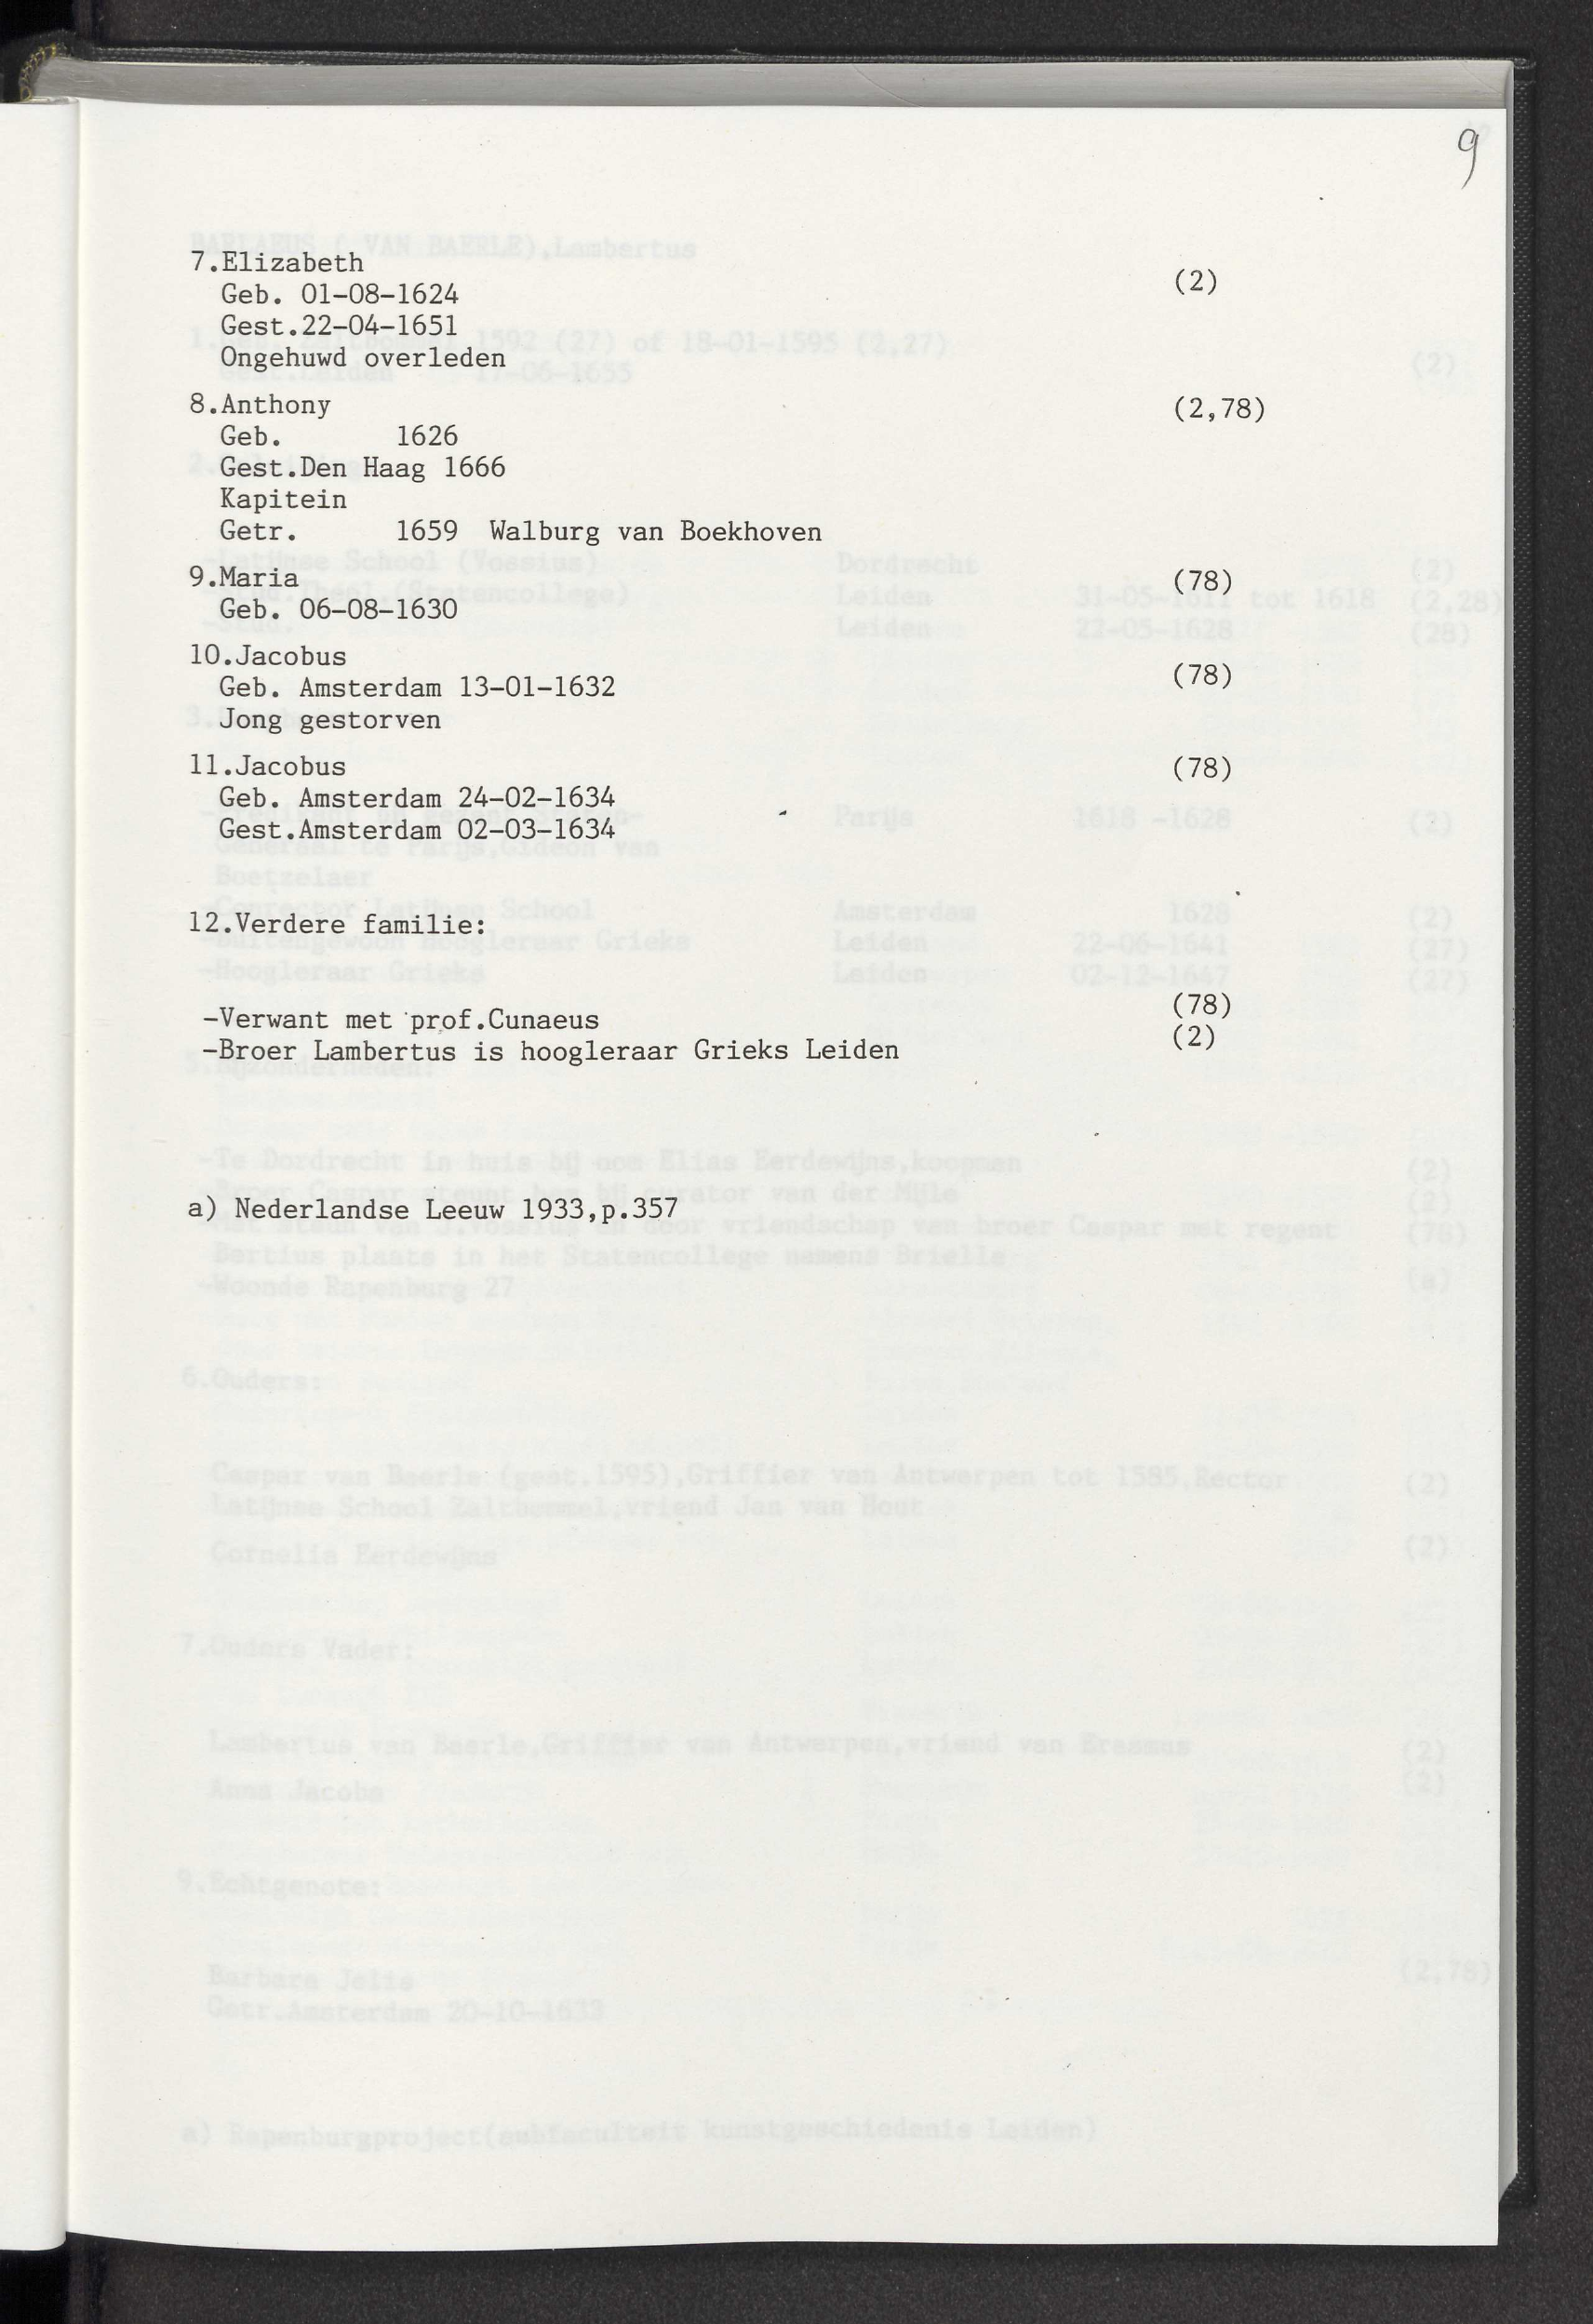 9
7.Elizabeth (2)
Geb. 01-08-1624
Gest.22-04-1651
Ongehuwd overleden
8.Anthony (2,78)
Geb. 1626
Gest.Den Haag 1666
Kapitein
Getr. 1659 Walburg van Boekhoven
9.Maria (78)
Geb. 06-08-1630
10.Jacobus (78)
Geb. Amsterdam 13-01-1632
Jong gestorven
11.Jacobus (78)
Geb. Amsterdam 24-02-1634
Gest.Amsterdam 02-03-1634
12.Verdere familie:
-Verwant met prof.Cunaeus (78)
-Broer Lambertus is hoogleraar Grieks Leiden (2)
a) Nederlandse Leeuw 1933,p.357